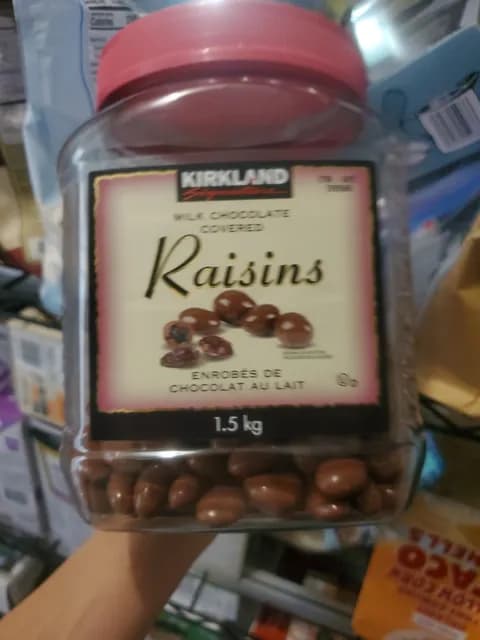 KIRKLAND
Signature
MILK CHOCOLATE
COVERED
Raisins
ENROBÉS DE
CHOCOLAT AU LAIT
1.5 kg